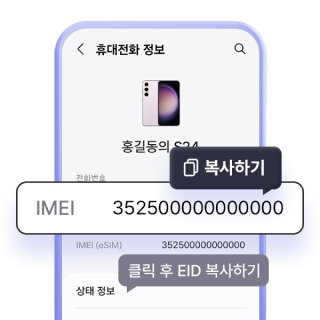 휴대전화 정보
홍길동의 S24
복사하기
전화번호
IMEI 352500000000000
IMEI (eSIM) 352500000000000
클릭 후 EID 복사하기
상태 정보